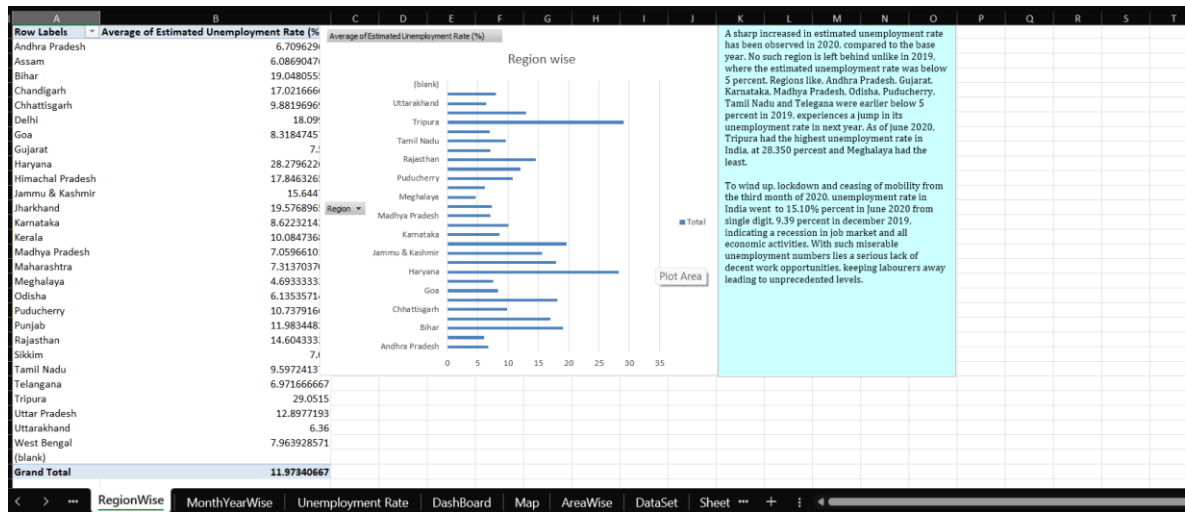 A B C D E F G H I J K L M N O P Q R S T
Row Labels Average of Estimated Unemployment Rate (%
Andhra Pradesh 6.709629
Assam 6.08690476
Bihar 19.048055
Chandigarh 17.021666
Chhattisgarh 9.8819696
Delhi 18.09
Goa 8.3184745
Gujarat 7.
Haryana 28.279622
Himachal Pradesh 17.846326
Jammu & Kashmir 15.644
Jharkhand 19.576896
Karnataka 8.6223214
Kerala 10.084736
Madhya Pradesh 7.0596610
Maharashtra 7.3137037
Meghalaya 4.6933333
Odisha 6.1353571
Puducherry 10.737916
Punjab 11.983448
Rajasthan 14.604333
Sikkim 7.
Tamil Nadu 9.5972413
Telangana 6.971666667
Tripura 29.0515
Uttar Pradesh 12.8977193
Uttarakhand 6.36
West Bengal 7.963928571
(blank)
Grand Total 11.97340667
Average of Estimated Unemployment Rate (%)
Region wise
(blank)
Uttarakhand
Tripura
Tamil Nadu
Rajasthan
Puducherry
Meghalaya
Region
Madhya Pradesh
Karnataka
Jammu & Kashmir
Haryana
Goa
Chhattisgarh
Bihar
Andhra Pradesh
0 5 10 15 20 25 30 35
Total
Plot Area
A sharp increased in estimated unemployment rate
has been observed in 2020, compared to the base
year. No such region is left behind unlike in 2019,
where the estimated unemployment rate was below
5 percent. Regions like, Andhra Pradesh, Gujarat,
Karnataka, Madhya Pradesh, Odisha, Puducherry,
Tamil Nadu and Telegana were earlier below 5
percent in 2019, experiences a jump in its
unemployment rate in next year. As of june 2020,
Tripura had the highest unemployment rate in
India, at 28.350 percent and Meghalaya had the
least.
To wind up, lockdown and ceasing of mobility from
the third month of 2020, unemployment rate in
India went to 15.10% percent in June 2020 from
single digit, 9.39 percent in december 2019,
indicating a recession in job market and all
economic activities. With such miserable
unemployment numbers lies a serious lack of
decent work opportunities, keeping labourers away
leading to unprecedented levels.
RegionWise MonthYearWise Unemployment Rate DashBoard Map AreaWise DataSet Sheet